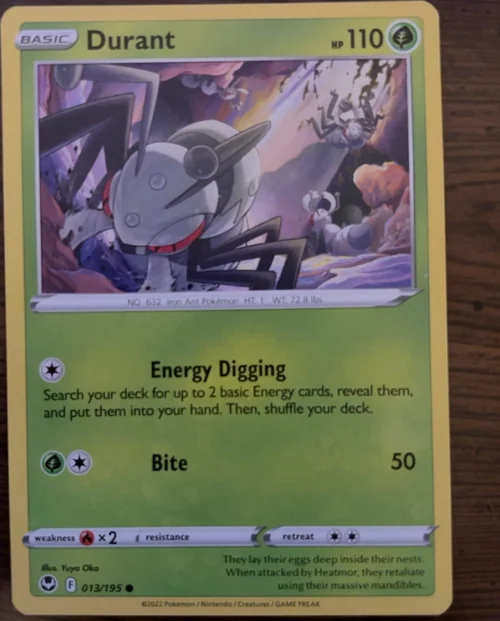 BASIC Durant HP 110
NO. 632 Iron Ant Pokémon HT. 1' WT. 72.8 lbs.
Energy Digging
Search your deck for up to 2 basic Energy cards, reveal them,
and put them into your hand. Then, shuffle your deck.
Bite 50
weakness ×2 resistance retreat
Illus. Yuya Oka
F 013/195
They lay their eggs deep inside their nests.
When attacked by Heatmor, they retaliate
using their massive mandibles.
©2022 Pokémon / Nintendo / Creatures / GAME FREAK